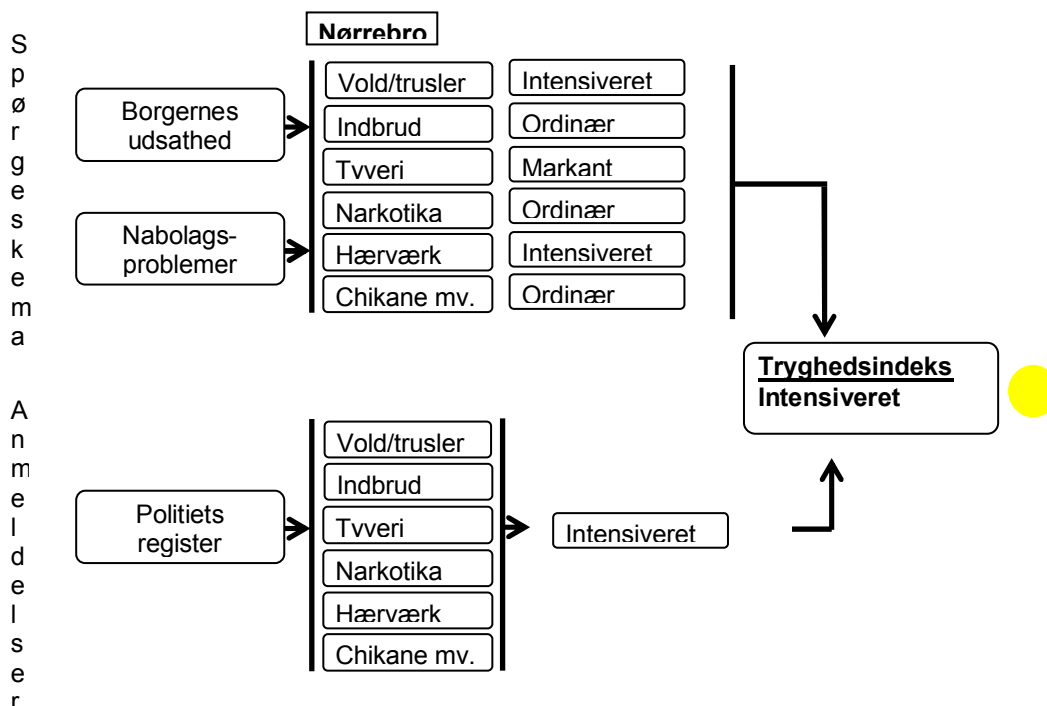 Spørgeskema
Nørrebro
Borgernes
udsathed
Nabolags-
problemer
Vold/trusler
Intensiveret
Indbrud
Ordinær
Tyveri
Markant
Narkotika
Ordinær
Hærværk
Intensiveret
Chikane mv.
Ordinær
Tryghedsindeks
Intensiveret
Anmeldelser
Politiets
register
Vold/trusler
Indbrud
Tyveri
Narkotika
Hærværk
Chikane mv.
Intensiveret